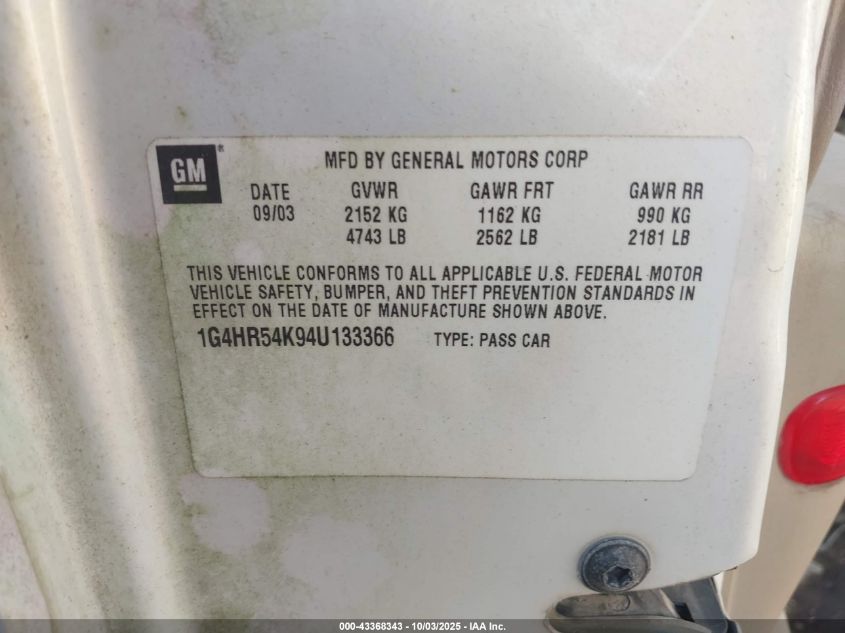 GM
MFD BY GENERAL MOTORS CORP
DATE GVWR GAWR FRT GAWR RR
09/03 2152 KG 1162 KG 990 KG
4743 LB 2562 LB 2181 LB
THIS VEHICLE CONFORMS TO ALL APPLICABLE U.S. FEDERAL MOTOR
VEHICLE SAFETY, BUMPER, AND THEFT PREVENTION STANDARDS IN
EFFECT ON THE DATE OF MANUFACTURE SHOWN ABOVE.
1G4HR54K94U133366 TYPE: PASS CAR
000-43368343 - 10/03/2025 - IAA Inc.